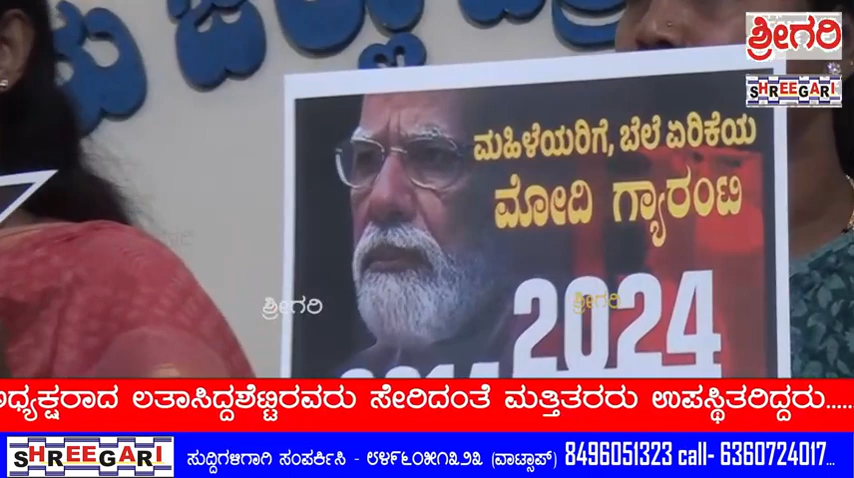 ಶ್ರೀಗರಿ
SHREEGARI
ಮಹಿಳೆಯರಿಗೆ, ಬೆಲೆ ಏರಿಕೆಯ
ಮೋದಿ ಗ್ಯಾರಂಟಿ
ಶ್ರೀಗರಿ
ಶ್ರೀಗರಿ
2024
ಅಧ್ಯಕ್ಷರಾದ ಲತಾಸಿದ್ದಶೆಟ್ಟಿರವರು ಸೇರಿದಂತೆ ಮತ್ತಿತರರು ಉಪಸ್ಥಿತರಿದ್ದರು......
SHREEGARI
ಸುದ್ದಿಗಳಿಗಾಗಿ ಸಂಪರ್ಕಿಸಿ - ೮೪೯೬೦೫೧೩೨೩ (ವಾಟ್ಸಾಪ್) 8496051323 call- 6360724017...